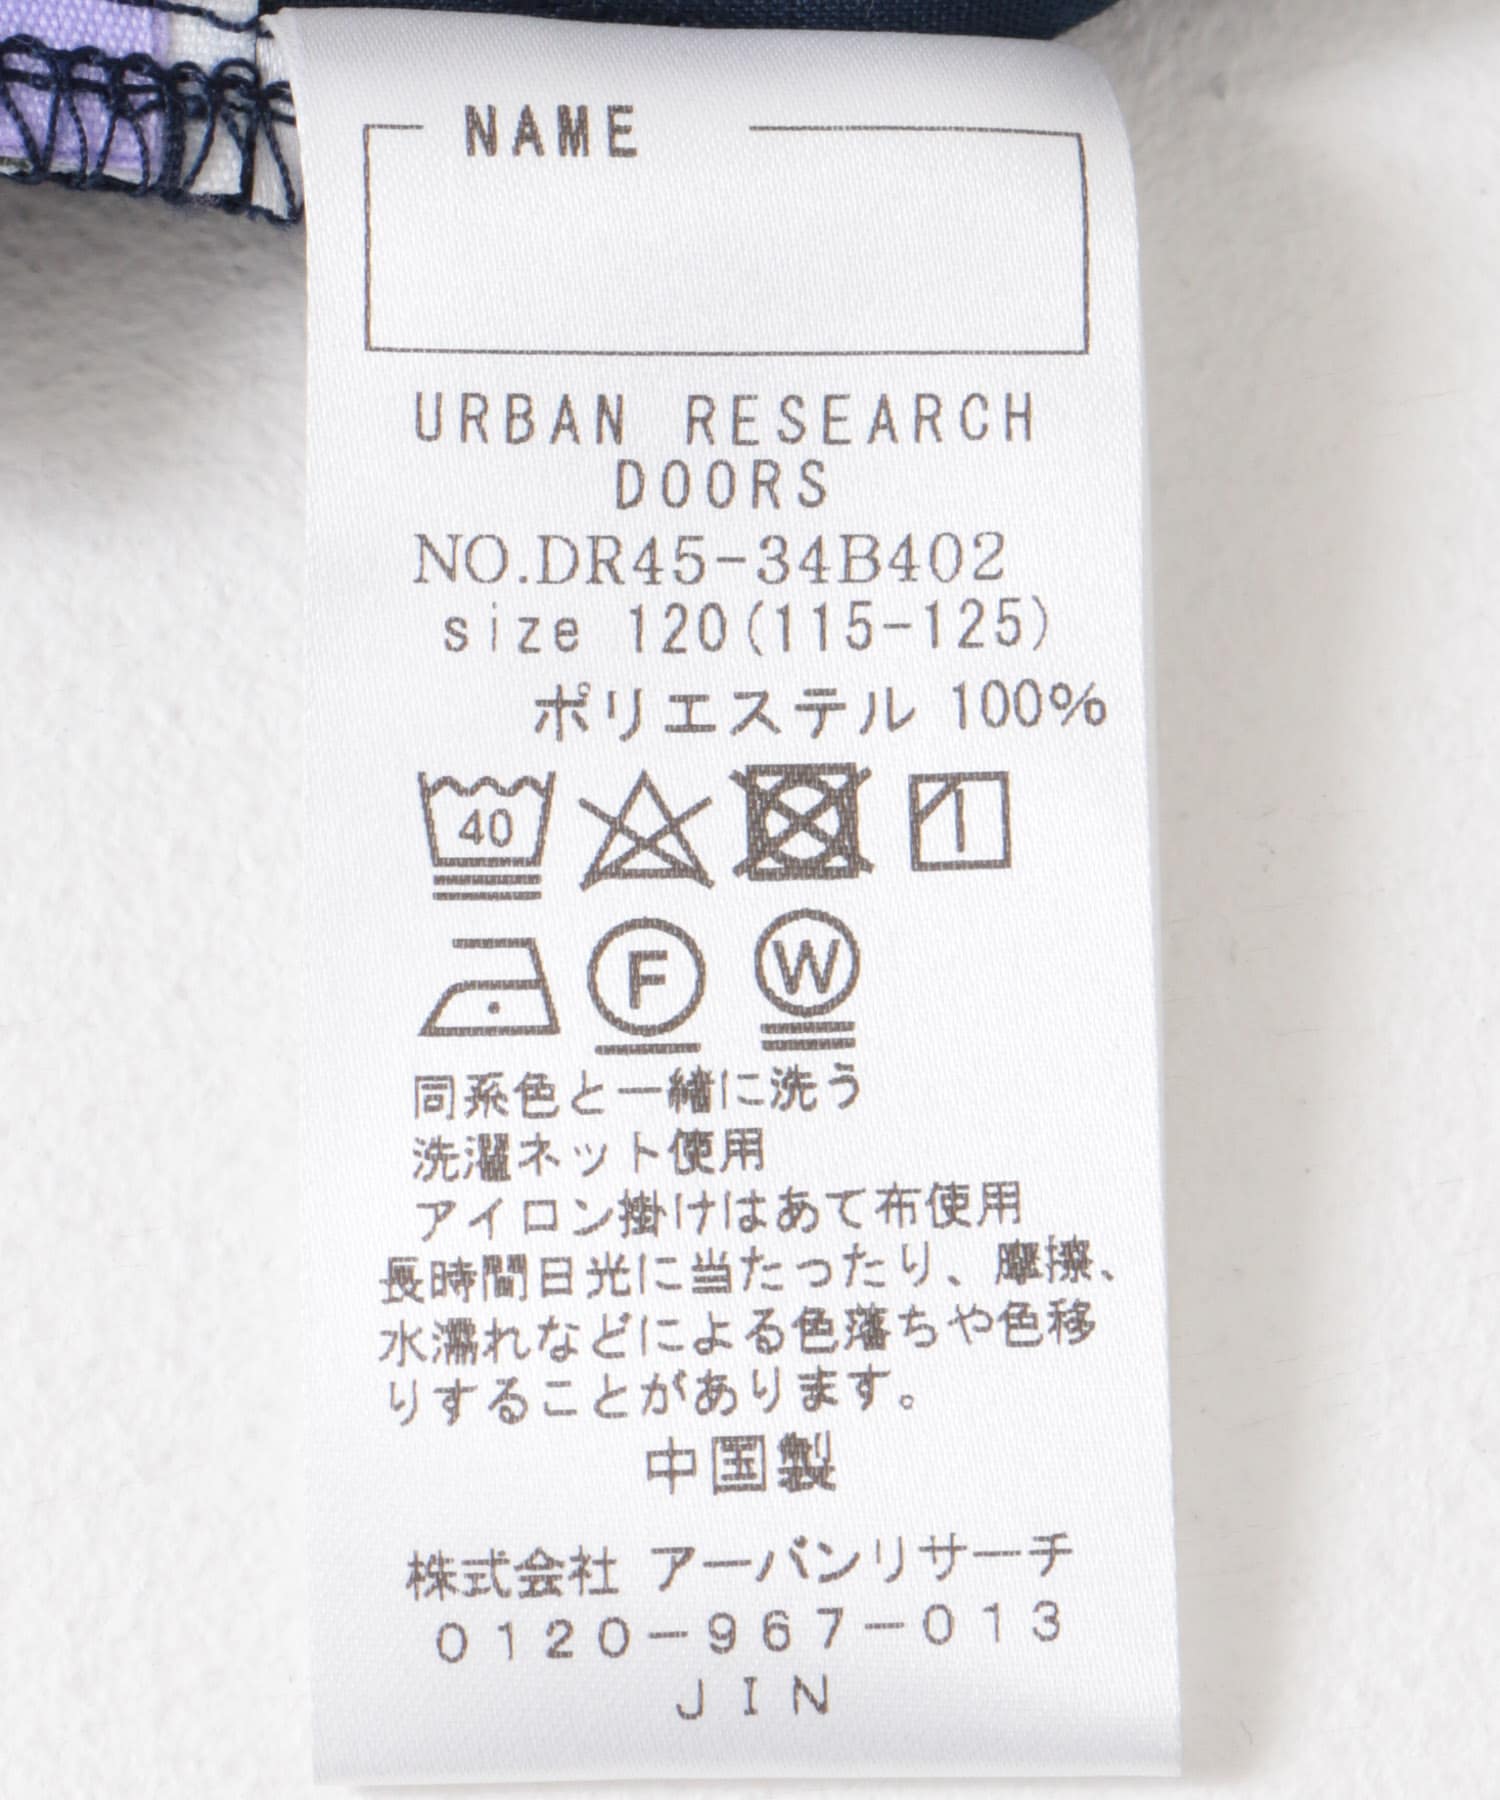 NAME
URBAN RESEARCH
DOORS
NO.DR45-34B402
size 120(115-125)
ポリエステル 100%
40
F W
同系色と一緒に洗う
洗濯ネット使用
アイロン掛けはあて布使用
長時間日光に当たったり、摩擦、
水濡れなどによる色落ちや色移
りすることがあります。
中国製
株式会社 アーバンリサーチ
0120-967-013
JIN